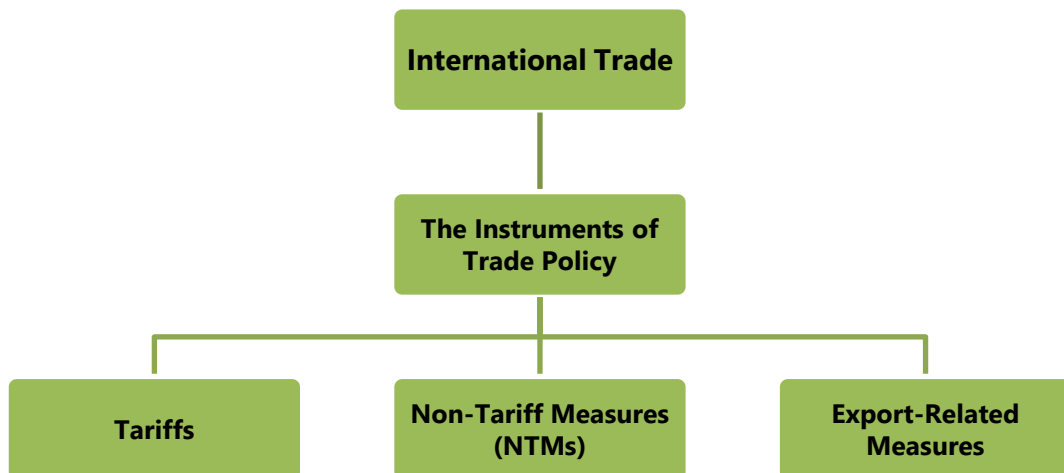 International Trade
The Instruments of
Trade Policy
Tariffs
Non-Tariff Measures
(NTMs)
Export-Related
Measures